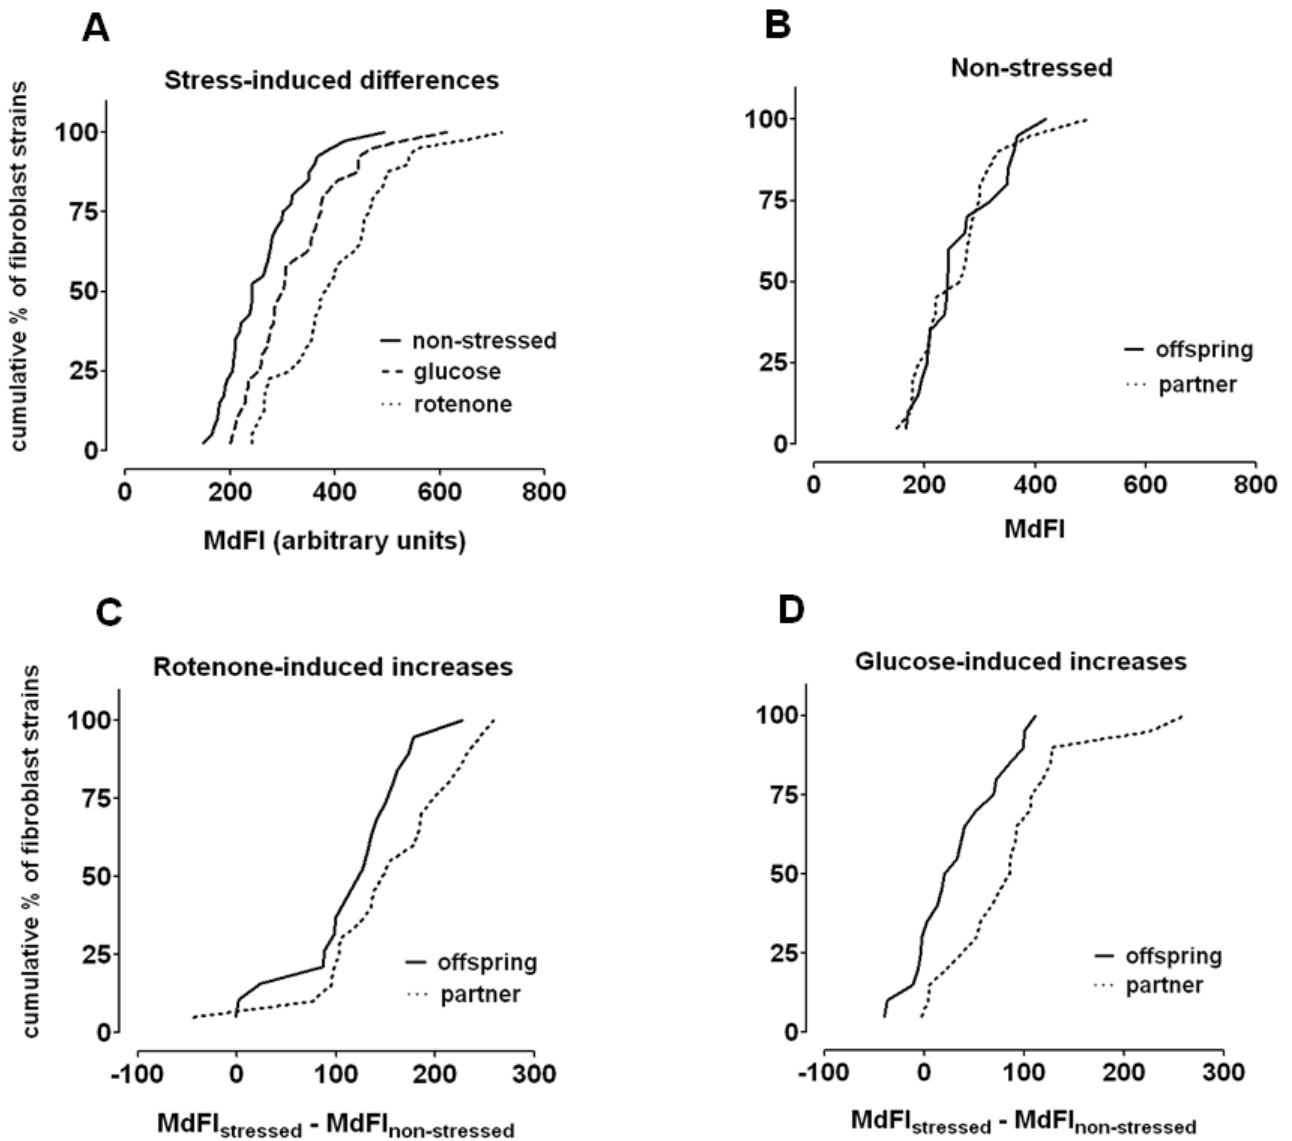 A
Stress-induced differences
cumulative % of fibroblast strains
100
75
50
25
0
non-stressed
glucose
rotenone
0 200 400 600 800
MdFI (arbitrary units)
B
Non-stressed
100
75
50
25
0
offspring
partner
0 200 400 600 800
MdFI
C
Rotenone-induced increases
cumulative % of fibroblast strains
100
75
50
25
0
offspring
partner
-100 0 100 200 300
MdFIstressed - MdFInon-stressed
D
Glucose-induced increases
100
75
50
25
0
offspring
partner
-100 0 100 200 300
MdFIstressed - MdFInon-stressed